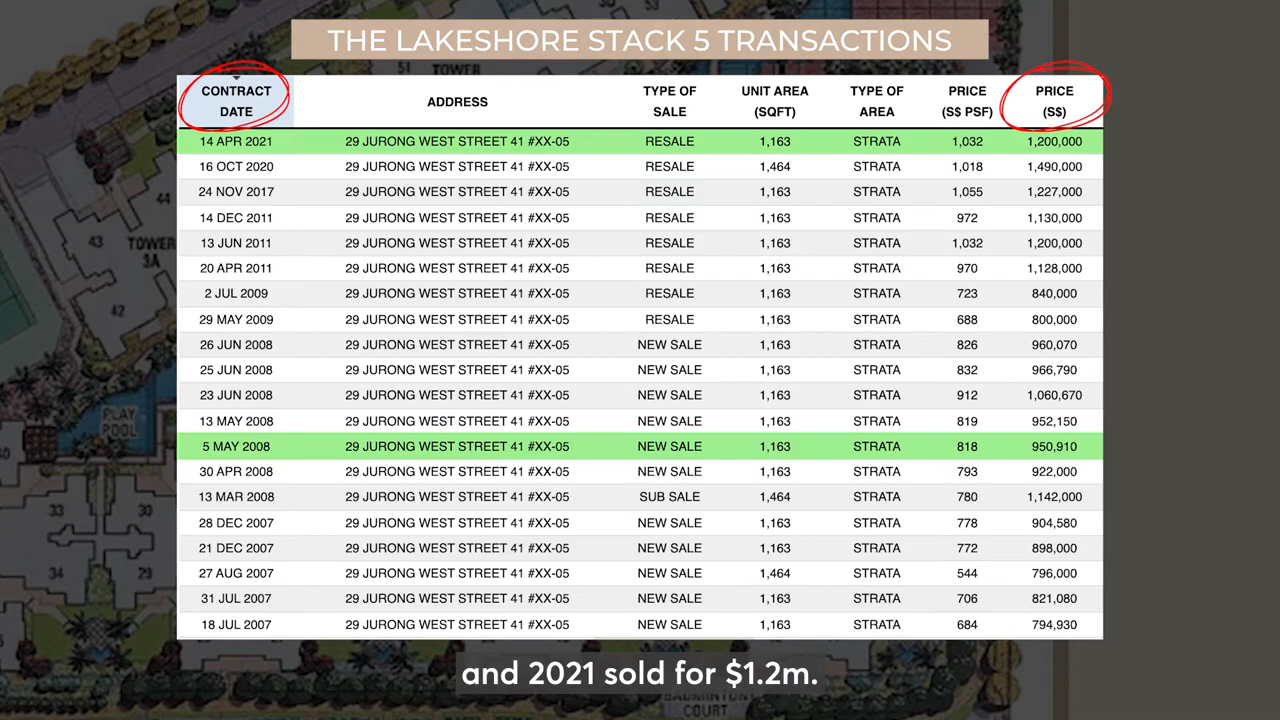 THE LAKESHORE STACK 5 TRANSACTIONS
51 TOWER
CONTRACT DATE ADDRESS TYPE OF SALE UNIT AREA (SQFT) TYPE OF AREA PRICE (S$ PSF) PRICE (S$)
14 APR 2021 29 JURONG WEST STREET 41 #XX-05 RESALE 1,163 STRATA 1,032 1,200,000
16 OCT 2020 29 JURONG WEST STREET 41 #XX-05 RESALE 1,464 STRATA 1,018 1,490,000
24 NOV 2017 29 JURONG WEST STREET 41 #XX-05 RESALE 1,163 STRATA 1,055 1,227,000
14 DEC 2011 29 JURONG WEST STREET 41 #XX-05 RESALE 1,163 STRATA 972 1,130,000
13 JUN 2011 29 JURONG WEST STREET 41 #XX-05 RESALE 1,163 STRATA 1,032 1,200,000
20 APR 2011 29 JURONG WEST STREET 41 #XX-05 RESALE 1,163 STRATA 970 1,128,000
2 JUL 2009 29 JURONG WEST STREET 41 #XX-05 RESALE 1,163 STRATA 723 840,000
29 MAY 2009 29 JURONG WEST STREET 41 #XX-05 RESALE 1,163 STRATA 688 800,000
26 JUN 2008 29 JURONG WEST STREET 41 #XX-05 NEW SALE 1,163 STRATA 826 960,070
25 JUN 2008 29 JURONG WEST STREET 41 #XX-05 NEW SALE 1,163 STRATA 832 966,790
23 JUN 2008 29 JURONG WEST STREET 41 #XX-05 NEW SALE 1,163 STRATA 912 1,060,670
13 MAY 2008 29 JURONG WEST STREET 41 #XX-05 NEW SALE 1,163 STRATA 819 952,150
5 MAY 2008 29 JURONG WEST STREET 41 #XX-05 NEW SALE 1,163 STRATA 818 950,910
30 APR 2008 29 JURONG WEST STREET 41 #XX-05 NEW SALE 1,163 STRATA 793 922,000
13 MAR 2008 29 JURONG WEST STREET 41 #XX-05 SUB SALE 1,464 STRATA 780 1,142,000
28 DEC 2007 29 JURONG WEST STREET 41 #XX-05 NEW SALE 1,163 STRATA 778 904,580
21 DEC 2007 29 JURONG WEST STREET 41 #XX-05 NEW SALE 1,163 STRATA 772 898,000
27 AUG 2007 29 JURONG WEST STREET 41 #XX-05 NEW SALE 1,464 STRATA 544 796,000
31 JUL 2007 29 JURONG WEST STREET 41 #XX-05 NEW SALE 1,163 STRATA 706 821,080
18 JUL 2007 29 JURONG WEST STREET 41 #XX-05 NEW SALE 1,163 STRATA 684 794,930
44
43
TOWER
3A
42
PLAY
POOL
33 30
34 29
and 2021 sold for $1.2m.
BADMINTON
COURT